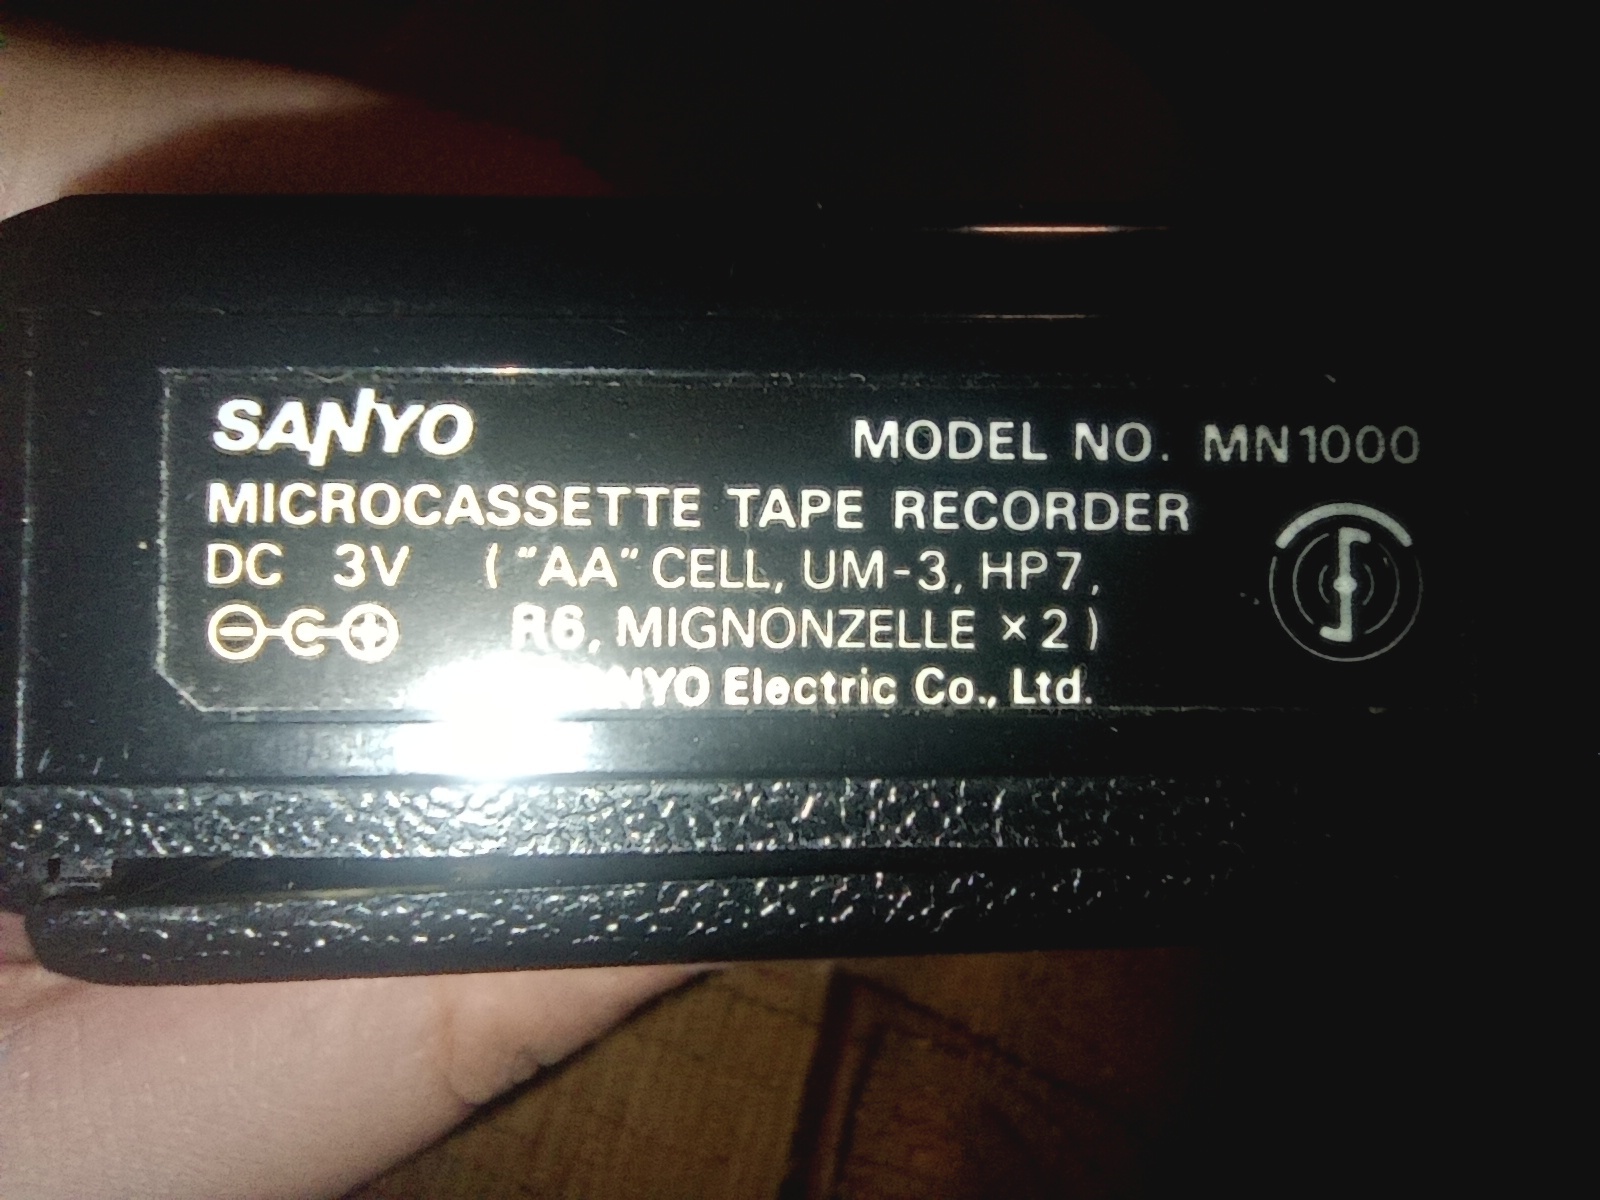 SANYO MODEL NO. MN1000
MICROCASSETTE TAPE RECORDER
DC 3V ( "AA" CELL, UM-3, HP7,
R6, MIGNONZELLE × 2 )
SANYO Electric Co., Ltd.